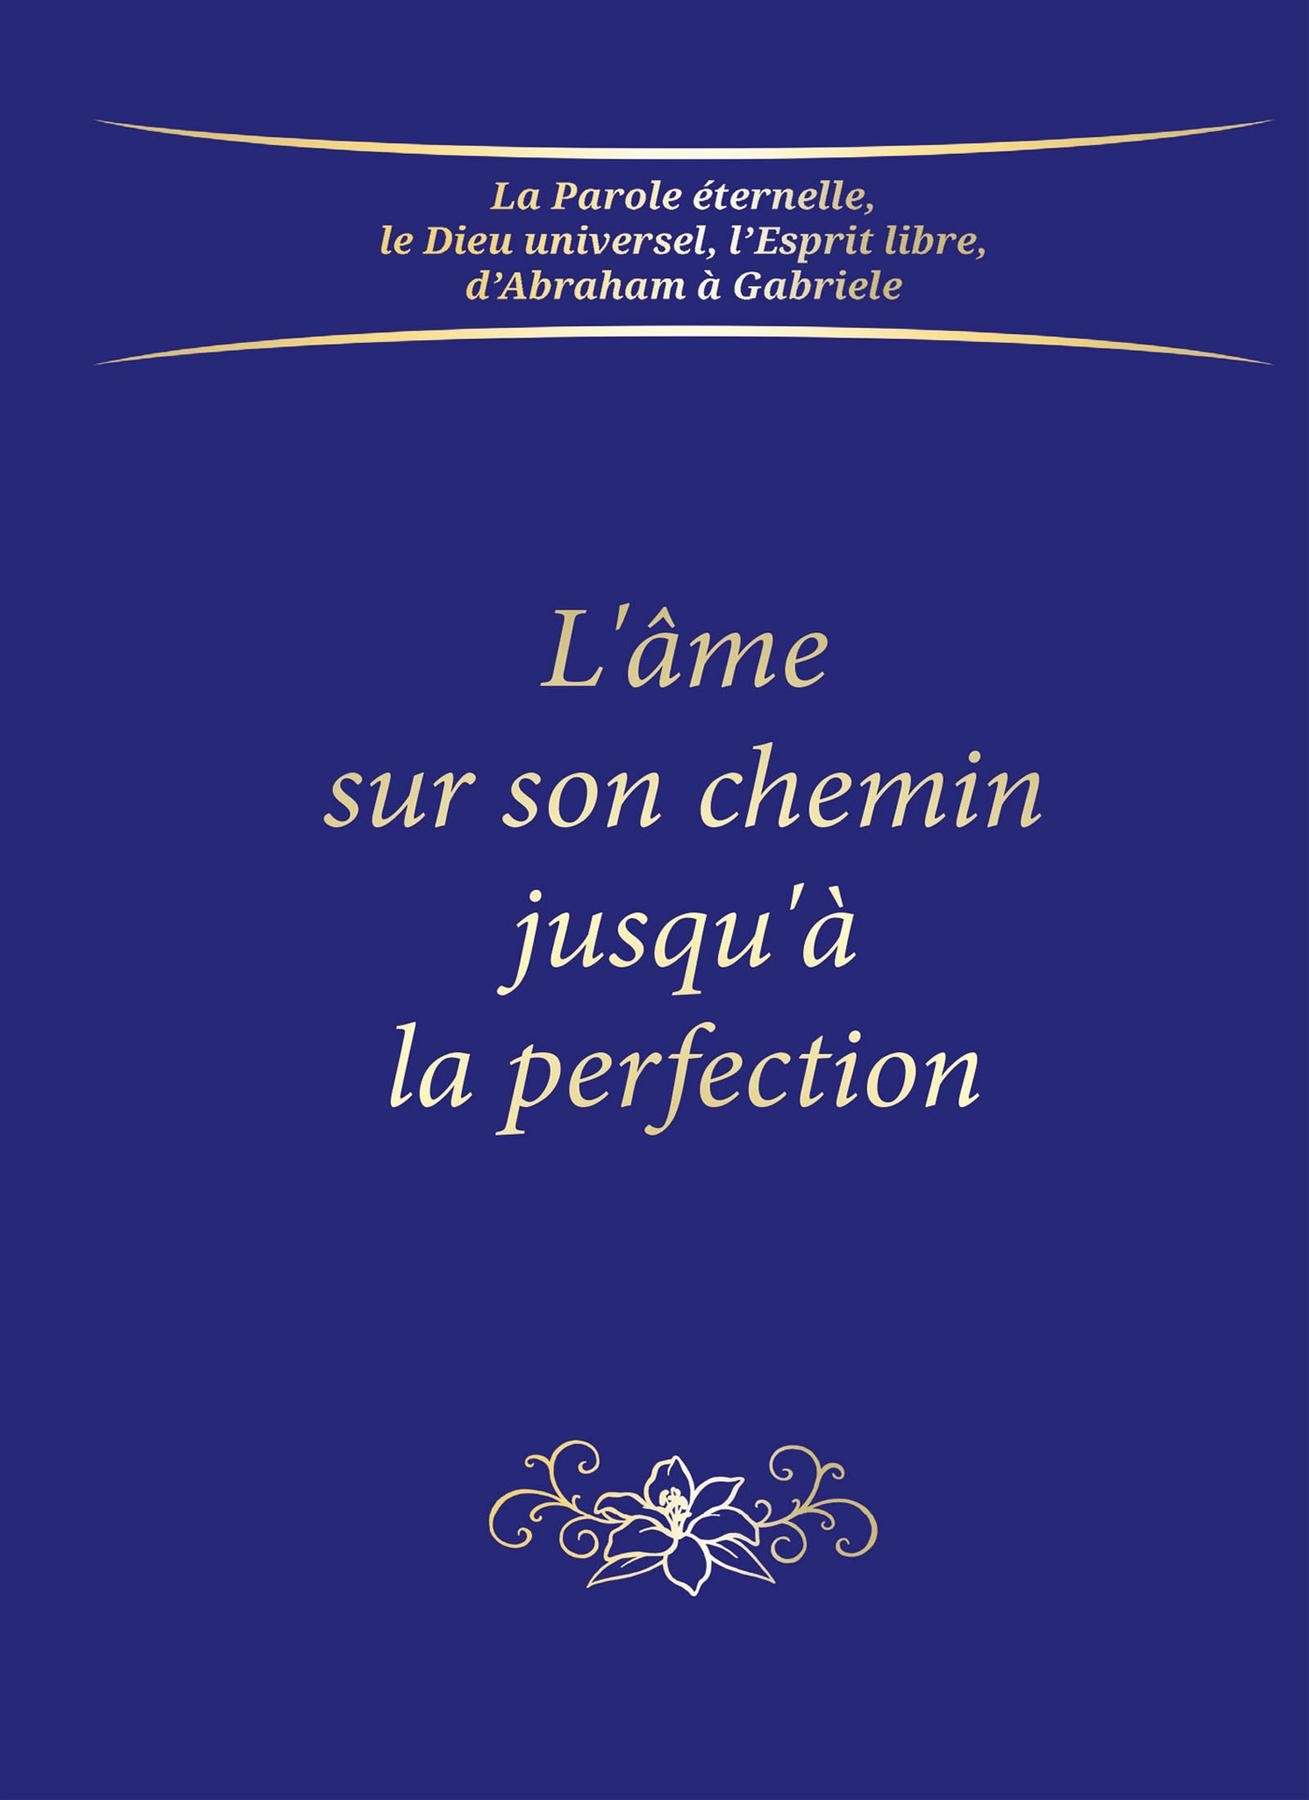 La Parole éternelle,
le Dieu universel, l’Esprit libre,
d’Abraham à Gabriele
L'âme
sur son chemin
jusqu'à
la perfection